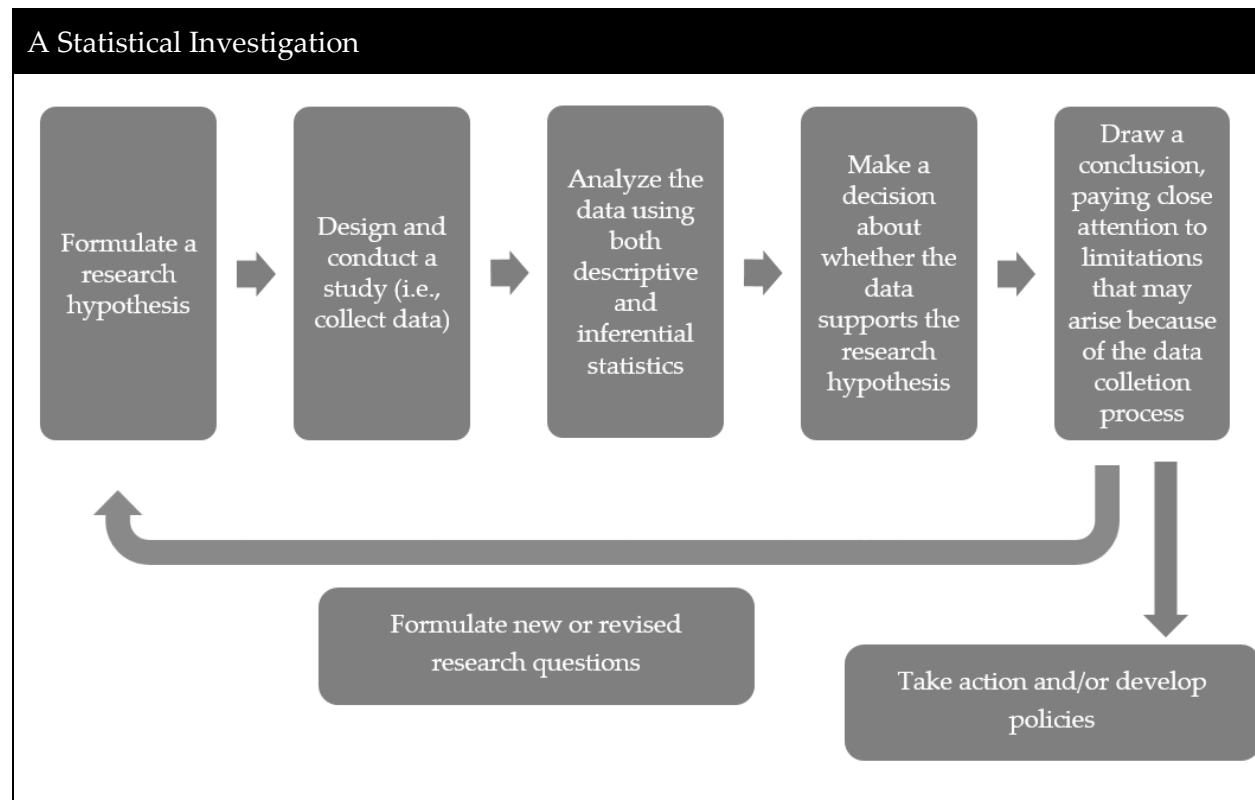 A Statistical Investigation
Formulate a
research
hypothesis
Design and
conduct a
study (i.e.,
collect data)
Analyze the
data using
both
descriptive
and
inferential
statistics
Make a
decision
about
whether the
data
supports the
research
hypothesis
Draw a
conclusion,
paying close
attention to
limitations
that may
arise because
of the data
colletion
process
Formulate new or revised
research questions
Take action and/or develop
policies